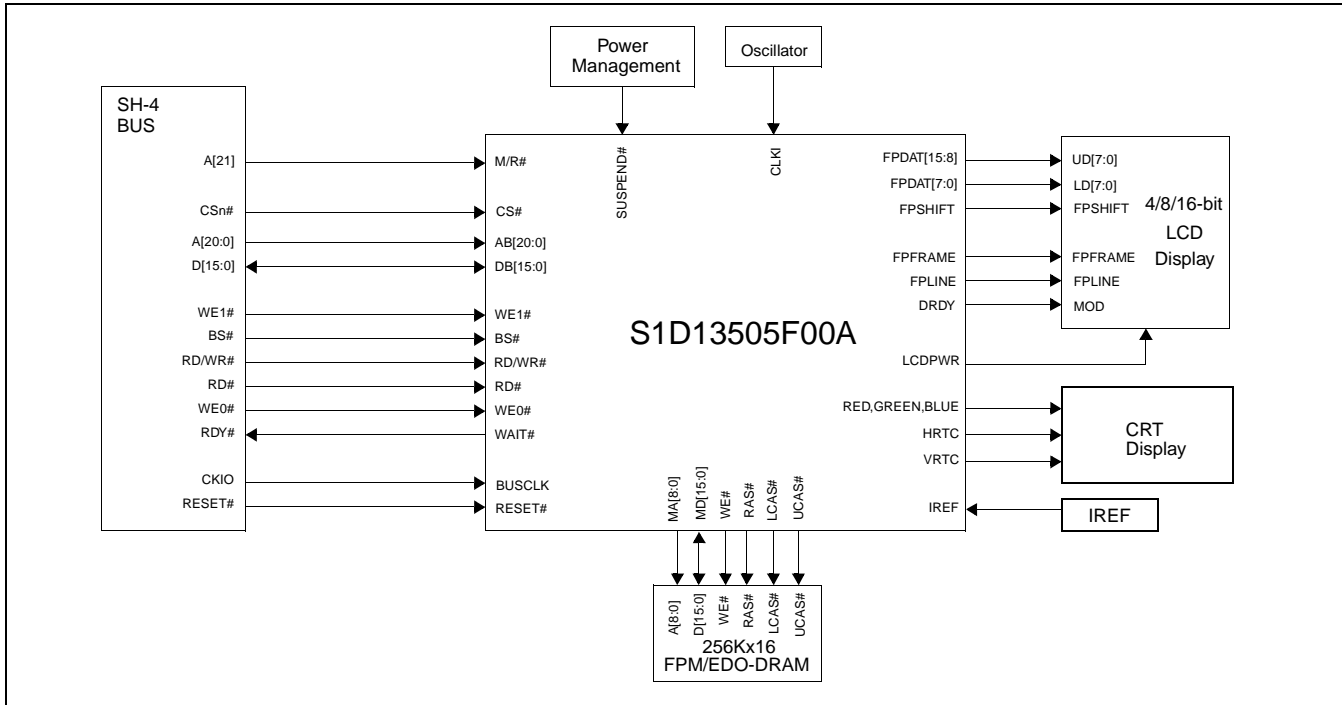 Power
Management
Oscillator
SH-4
BUS
A[21]
CSn#
A[20:0]
D[15:0]
WE1#
BS#
RD/WR#
RD#
WE0#
RDY#
CKIO
RESET#
M/R#
CS#
AB[20:0]
DB[15:0]
WE1#
BS#
RD/WR#
RD#
WE0#
WAIT#
BUSCLK
RESET#
SUSPEND#
CLKI
S1D13505F00A
FPDAT[15:8]
FPDAT[7:0]
FPSHIFT
FPFRAME
FPLINE
DRDY
LCDPWR
RED,GREEN,BLUE
HRTC
VRTC
IREF
UD[7:0]
LD[7:0]
FPSHIFT
FPFRAME
FPLINE
MOD
4/8/16-bit
LCD
Display
CRT
Display
IREF
MA[8:0]
MD[15:0]
WE#
RAS#
LCAS#
UCAS#
A[8:0]
D[15:0]
WE#
RAS#
LCAS#
UCAS#
256Kx16
FPM/EDO-DRAM